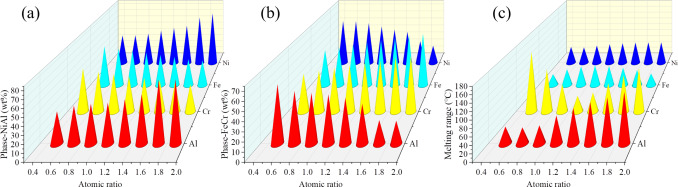 (a)
Phase-NiAl (wt%)
80
70
60
50
40
30
20
10
0
0.4 0.6 0.8 1.0 1.2 1.4 1.6 1.8 2.0
Atomic ratio
Ni
Fe
Cr
Al
(b)
Phase-FeCr (wt%)
70
60
50
40
30
20
10
0
0.4 0.6 0.8 1.0 1.2 1.4 1.6 1.8 2.0
Atomic ratio
Ni
Fe
Cr
Al
(c)
Melting range (°C)
180
160
140
120
100
80
60
40
20
0
0.4 0.6 0.8 1.0 1.2 1.4 1.6 1.8 2.0
Atomic ratio
Ni
Fe
Cr
Al